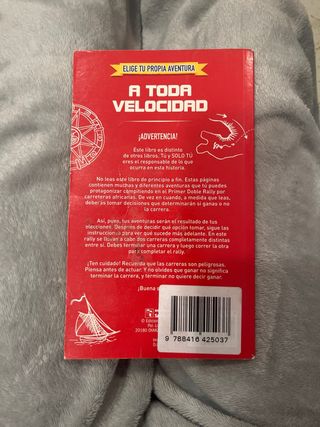 ELIGE TU PROPIA AVENTURA
A TODA
VELOCIDAD
¡ADVERTENCIA!
Este libro es distinto
de otros libros. Tú y SOLO TÚ
eres el responsable de lo que
ocurra en esta historia.
No leas este libro de principio a fin. Estas páginas
contienen muchas y diferentes aventuras que tú puedes
protagonizar compitiendo en el Primer Doble Rally por
carreteras africanas. De vez en cuando, a medida que leas,
deberás tomar decisiones que determinarán si ganas o no
la carrera.
Así, pues, tus aventuras serán el resultado de tus
elecciones. Después de decidir qué opción tomar, sigue las
instrucciones para ver qué sucede más adelante. En este
rally se llevan a cabo dos carreras completamente distintas
entre sí. Debes terminar una carrera y luego correr la otra
para completar el rally.
¡Ten cuidado! Recuerda que las carreras son peligrosas.
Piensa antes de actuar. Y no olvides que ganar no significa
terminar la carrera, y terminar no quiere decir ganar.
¡Buena
Pol.
20180
9 788416 425037